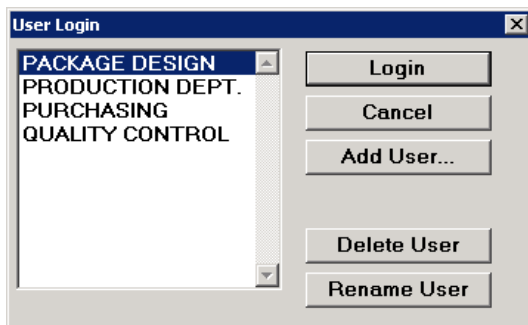 User Login
PACKAGE DESIGN
PRODUCTION DEPT.
PURCHASING
QUALITY CONTROL
Login
Cancel
Add User...
Delete User
Rename User